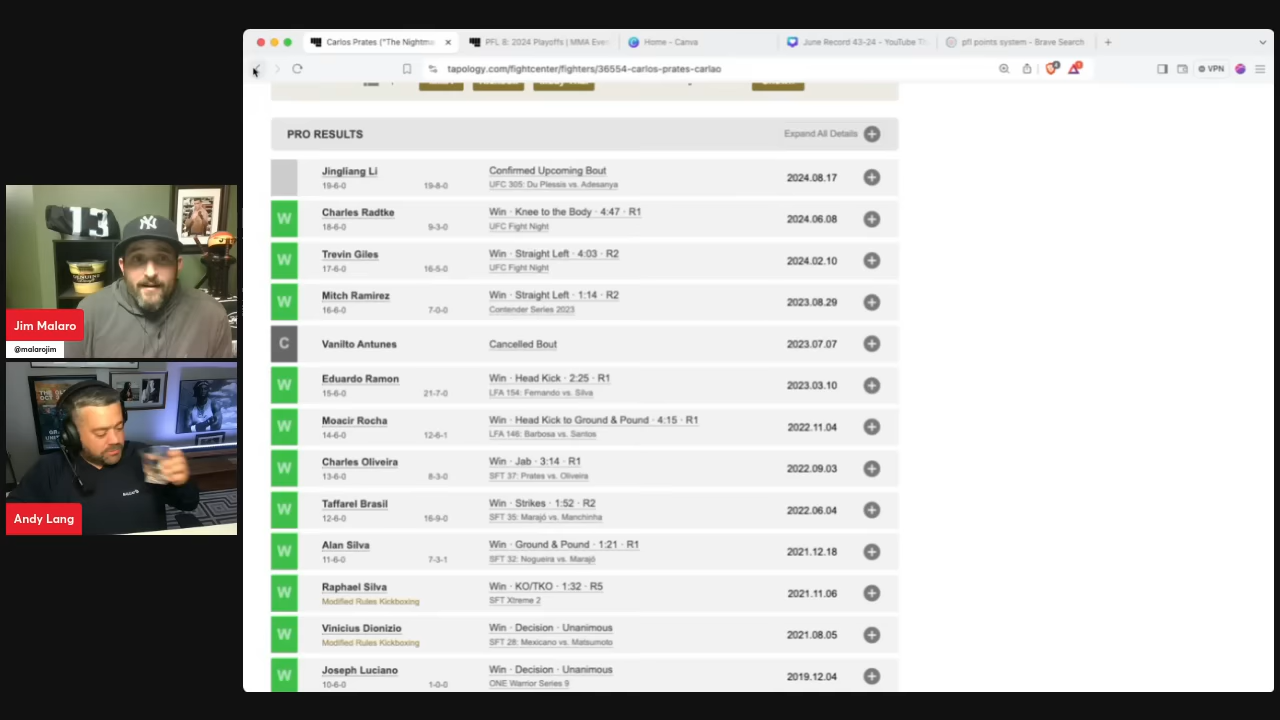 Carlos Prates ("The Nightma
PFL 8: 2024 Playoffs | MMA Even
Home - Canva
June Record 43-24 - YouTube T
pfl points system - Brave Search
tapology.com/fightcenter/fighters/36554-carlos-prates-carlao
VPN
PRO RESULTS
Expand All Details
Jingliang Li
Confirmed Upcoming Bout
2024.08.17
19-6-0
19-8-0
UFC 305: Du Plessis vs. Adesanya
W
Charles Radtke
Win · Knee to the Body · 4:47 · R1
2024.06.08
18-6-0
9-3-0
UFC Fight Night
W
Trevin Giles
Win · Straight Left · 4:03 · R2
2024.02.10
17-6-0
16-5-0
UFC Fight Night
W
Mitch Ramirez
Win · Straight Left · 1:14 · R2
2023.08.29
16-6-0
7-0-0
Contender Series 2023
C
Vanilto Antunes
Cancelled Bout
2023.07.07
W
Eduardo Ramon
Win · Head Kick · 2:25 · R1
2023.03.10
15-6-0
21-7-0
LFA 154: Fernando vs. Silva
W
Moacir Rocha
Win · Head Kick to Ground & Pound · 4:15 · R1
2022.11.04
14-6-0
12-6-1
LFA 146: Barbosa vs. Santos
W
Charles Oliveira
Win · Jab · 3:14 · R1
2022.09.03
13-6-0
8-3-0
SFT 37: Prates vs. Oliveira
W
Taffarel Brasil
Win · Strikes · 1:52 · R2
2022.06.04
12-6-0
16-9-0
SFT 35: Marajó vs. Manchinha
W
Alan Silva
Win · Ground & Pound · 1:21 · R1
2021.12.18
11-6-0
7-3-1
SFT 32: Nogueira vs. Marajó
W
Raphael Silva
Win · KO/TKO · 1:32 · R5
2021.11.06
Modified Rules Kickboxing
SFT Xtreme 2
W
Vinicius Dionizio
Win · Decision · Unanimous
2021.08.05
Modified Rules Kickboxing
SFT 28: Mexicano vs. Matsumoto
W
Joseph Luciano
Win · Decision · Unanimous
2019.12.04
10-6-0
1-0-0
ONE Warrior Series 9
13
NY
Jim Malaro
@malarojim
Andy Lang